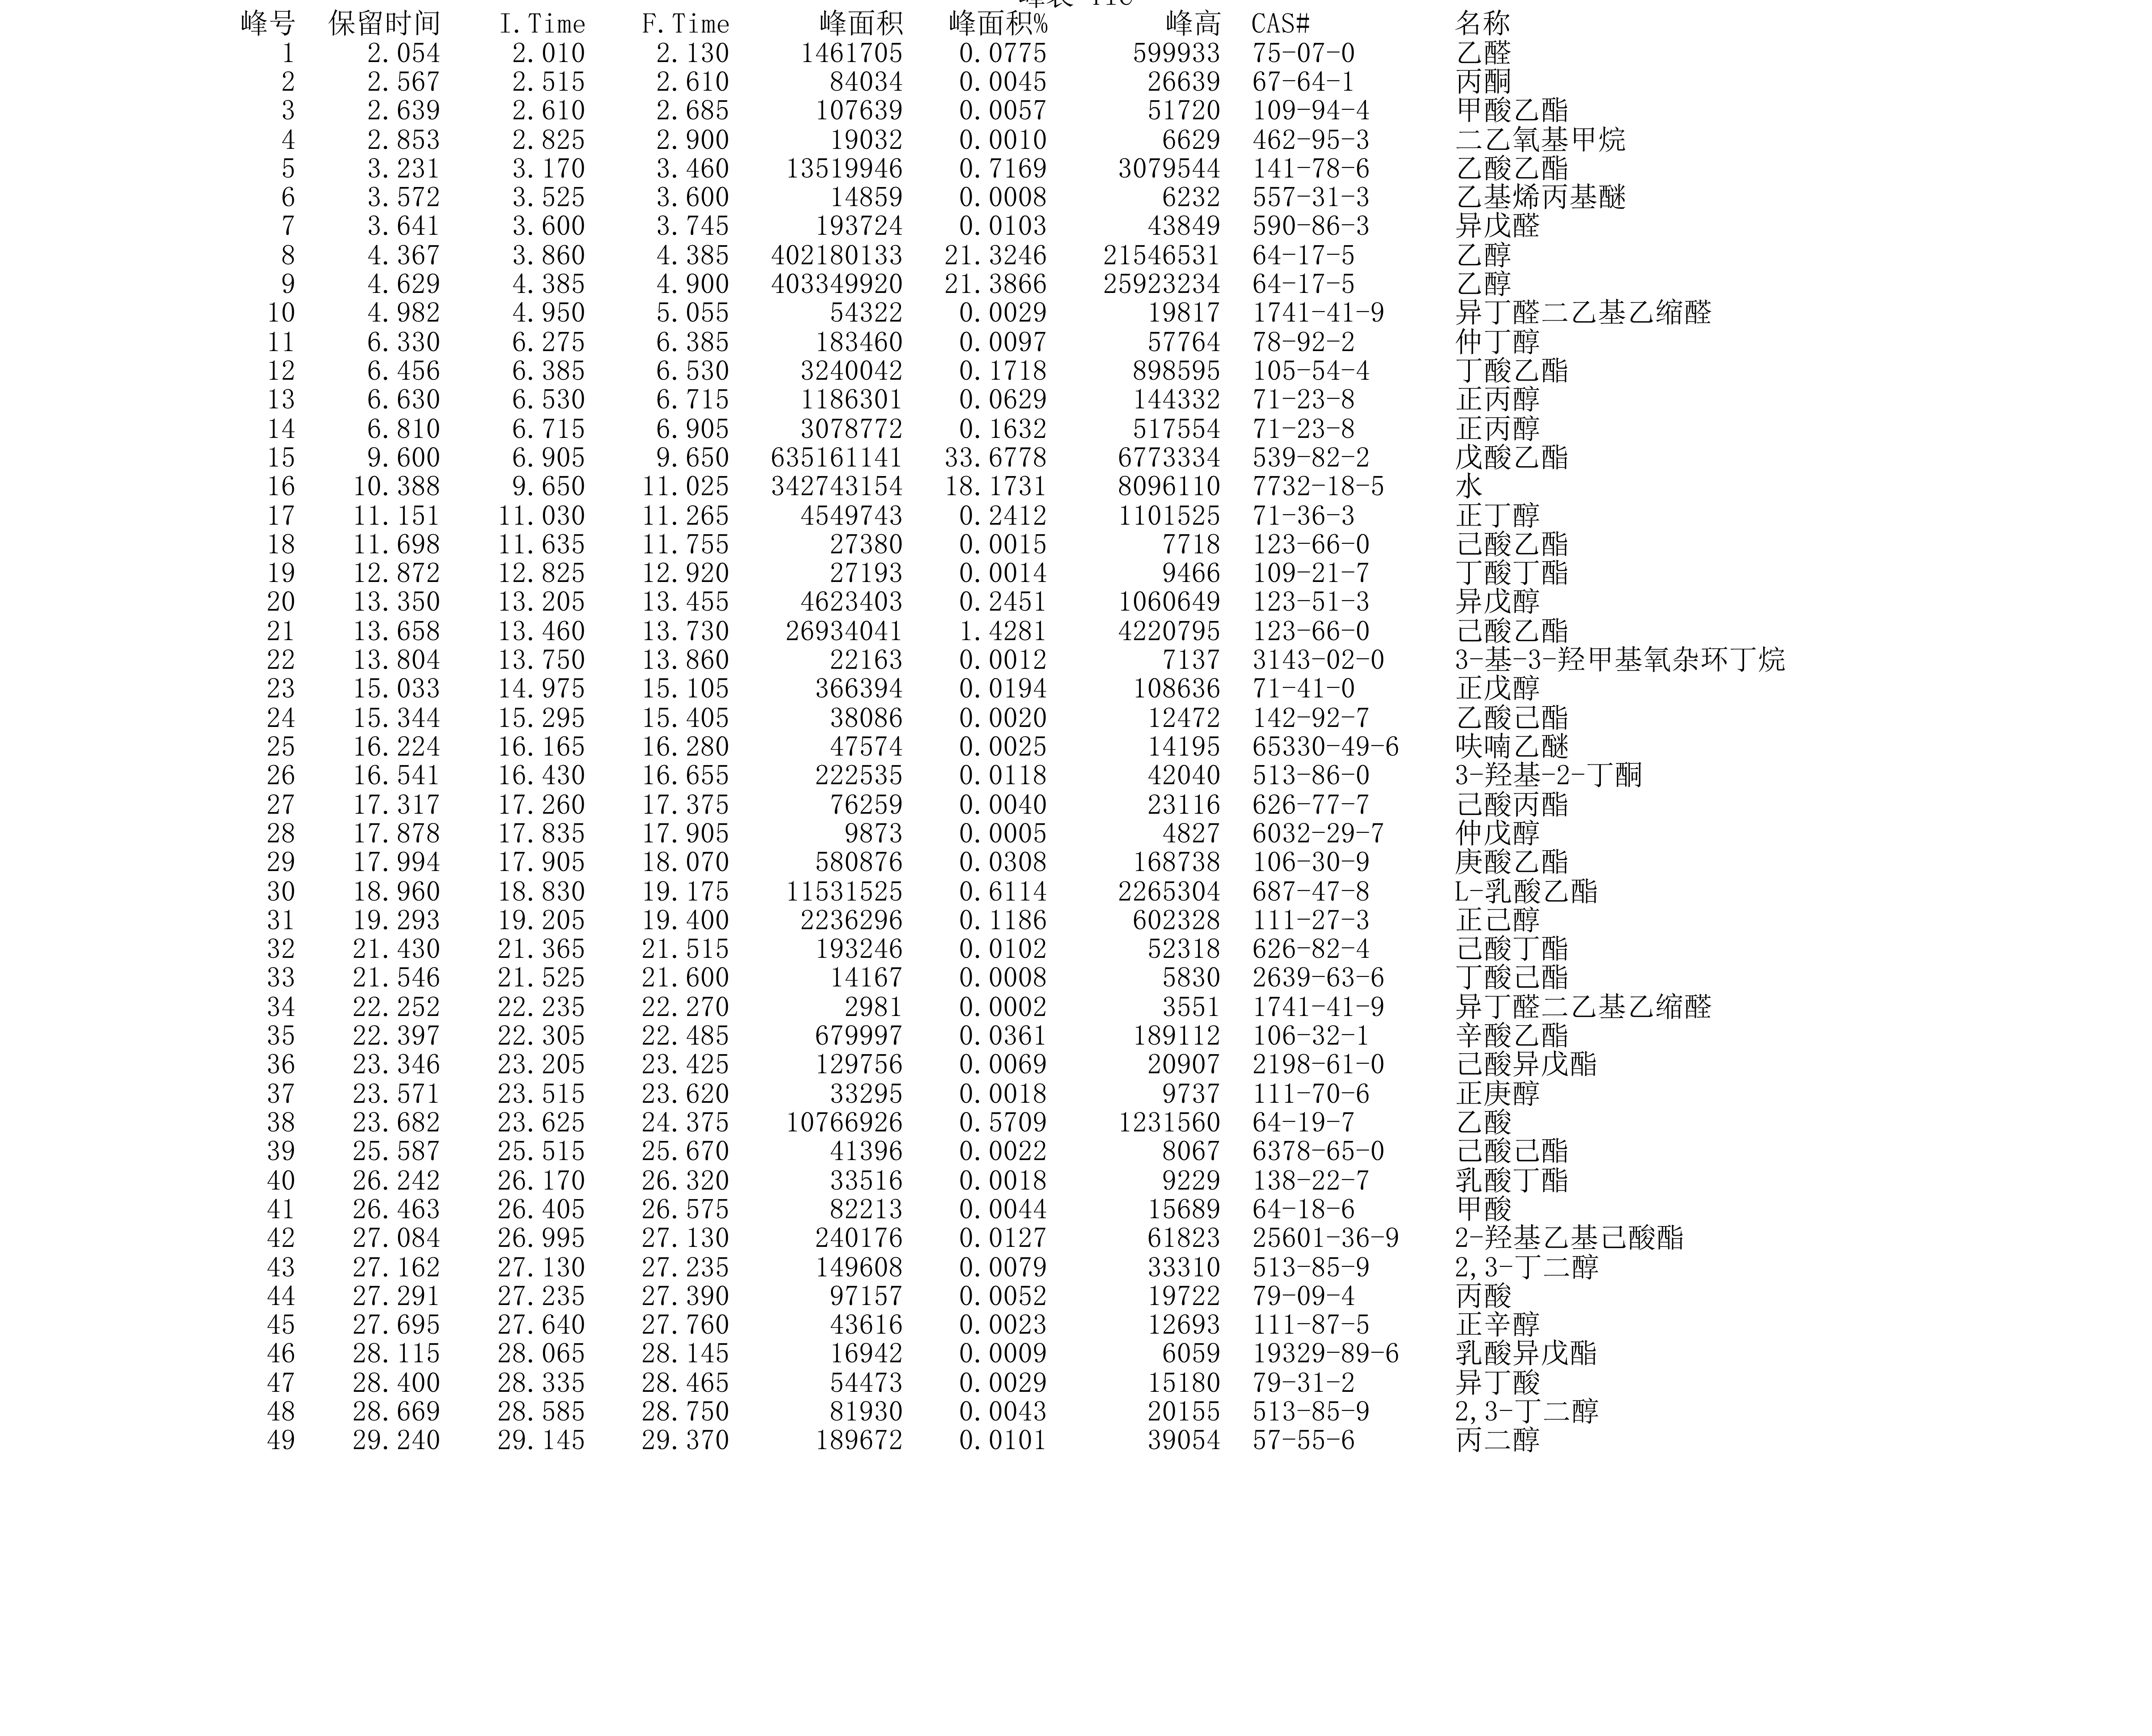 峰号 保留时间 I.Time F.Time 峰面积 峰面积% 峰高 CAS# 名称
1 2.054 2.010 2.130 1461705 0.0775 599933 75-07-0 乙醛
2 2.567 2.515 2.610 84034 0.0045 26639 67-64-1 丙酮
3 2.639 2.610 2.685 107639 0.0057 51720 109-94-4 甲酸乙酯
4 2.853 2.825 2.900 19032 0.0010 6629 462-95-3 二乙氧基甲烷
5 3.231 3.170 3.460 13519946 0.7169 3079544 141-78-6 乙酸乙酯
6 3.572 3.525 3.600 14859 0.0008 6232 557-31-3 乙基烯丙基醚
7 3.641 3.600 3.745 193724 0.0103 43849 590-86-3 异戊醛
8 4.367 3.860 4.385 402180133 21.3246 21546531 64-17-5 乙醇
9 4.629 4.385 4.900 403349920 21.3866 25923234 64-17-5 乙醇
10 4.982 4.950 5.055 54322 0.0029 19817 1741-41-9 异丁醛二乙基乙缩醛
11 6.330 6.275 6.385 183460 0.0097 57764 78-92-2 仲丁醇
12 6.456 6.385 6.530 3240042 0.1718 898595 105-54-4 丁酸乙酯
13 6.630 6.530 6.715 1186301 0.0629 144332 71-23-8 正丙醇
14 6.810 6.715 6.905 3078772 0.1632 517554 71-23-8 正丙醇
15 9.600 6.905 9.650 635161141 33.6778 6773334 539-82-2 戊酸乙酯
16 10.388 9.650 11.025 342743154 18.1731 8096110 7732-18-5 水
17 11.151 11.030 11.265 4549743 0.2412 1101525 71-36-3 正丁醇
18 11.698 11.635 11.755 27380 0.0015 7718 123-66-0 己酸乙酯
19 12.872 12.825 12.920 27193 0.0014 9466 109-21-7 丁酸丁酯
20 13.350 13.205 13.455 4623403 0.2451 1060649 123-51-3 异戊醇
21 13.658 13.460 13.730 26934041 1.4281 4220795 123-66-0 己酸乙酯
22 13.804 13.750 13.860 22163 0.0012 7137 3143-02-0 3-基-3-羟甲基氧杂环丁烷
23 15.033 14.975 15.105 366394 0.0194 108636 71-41-0 正戊醇
24 15.344 15.295 15.405 38086 0.0020 12472 142-92-7 乙酸己酯
25 16.224 16.165 16.280 47574 0.0025 14195 65330-49-6 呋喃乙醚
26 16.541 16.430 16.655 222535 0.0118 42040 513-86-0 3-羟基-2-丁酮
27 17.317 17.260 17.375 76259 0.0040 23116 626-77-7 己酸丙酯
28 17.878 17.835 17.905 9873 0.0005 4827 6032-29-7 仲戊醇
29 17.994 17.905 18.070 580876 0.0308 168738 106-30-9 庚酸乙酯
30 18.960 18.830 19.175 11531525 0.6114 2265304 687-47-8 L-乳酸乙酯
31 19.293 19.205 19.400 2236296 0.1186 602328 111-27-3 正己醇
32 21.430 21.365 21.515 193246 0.0102 52318 626-82-4 己酸丁酯
33 21.546 21.525 21.600 14167 0.0008 5830 2639-63-6 丁酸己酯
34 22.252 22.235 22.270 2981 0.0002 3551 1741-41-9 异丁醛二乙基乙缩醛
35 22.397 22.305 22.485 679997 0.0361 189112 106-32-1 辛酸乙酯
36 23.346 23.205 23.425 129756 0.0069 20907 2198-61-0 己酸异戊酯
37 23.571 23.515 23.620 33295 0.0018 9737 111-70-6 正庚醇
38 23.682 23.625 24.375 10766926 0.5709 1231560 64-19-7 乙酸
39 25.587 25.515 25.670 41396 0.0022 8067 6378-65-0 己酸己酯
40 26.242 26.170 26.320 33516 0.0018 9229 138-22-7 乳酸丁酯
41 26.463 26.405 26.575 82213 0.0044 15689 64-18-6 甲酸
42 27.084 26.995 27.130 240176 0.0127 61823 25601-36-9 2-羟基乙基己酸酯
43 27.162 27.130 27.235 149608 0.0079 33310 513-85-9 2,3-丁二醇
44 27.291 27.235 27.390 97157 0.0052 19722 79-09-4 丙酸
45 27.695 27.640 27.760 43616 0.0023 12693 111-87-5 正辛醇
46 28.115 28.065 28.145 16942 0.0009 6059 19329-89-6 乳酸异戊酯
47 28.400 28.335 28.465 54473 0.0029 15180 79-31-2 异丁酸
48 28.669 28.585 28.750 81930 0.0043 20155 513-85-9 2,3-丁二醇
49 29.240 29.145 29.370 189672 0.0101 39054 57-55-6 丙二醇